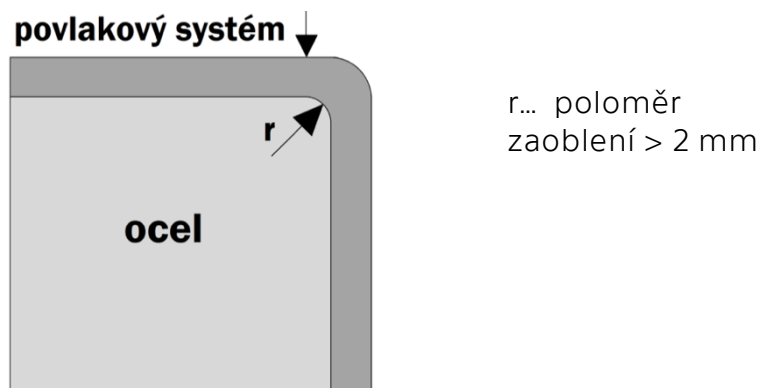 povlakový systém
r
ocel
r... poloměr
zaoblení > 2 mm